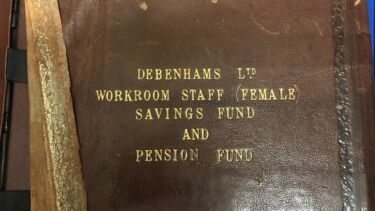 DEBENHAMS LTD
WORKROOM STAFF (FEMALE)
SAVINGS FUND
AND
PENSION FUND